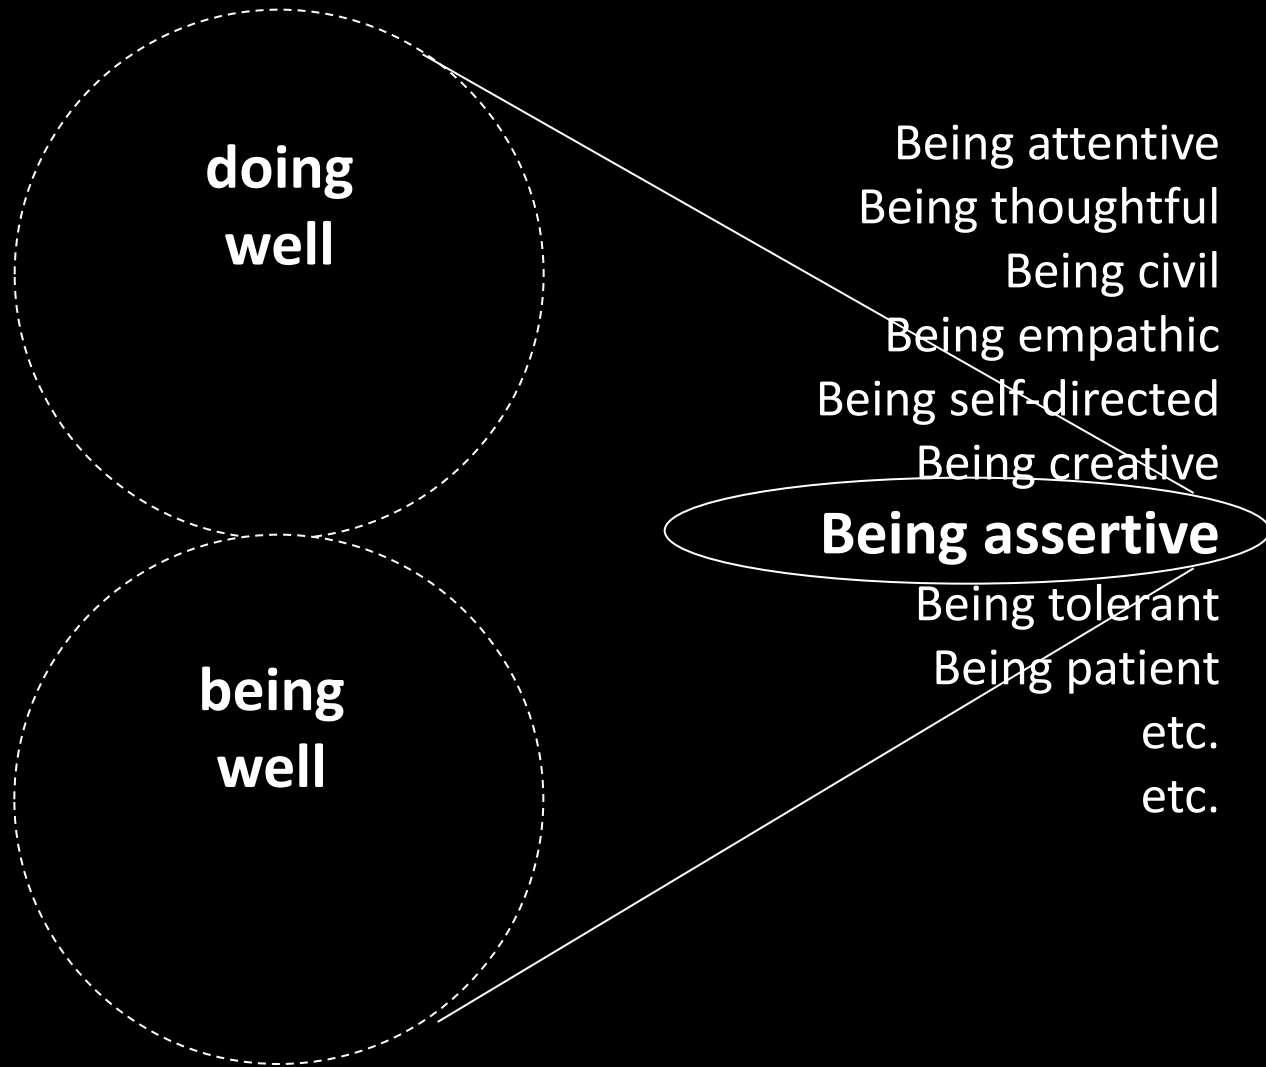 doing
well
being
well
Being attentive
Being thoughtful
Being civil
Being empathic
Being self-directed
Being creative
Being assertive
Being tolerant
Being patient
etc.
etc.